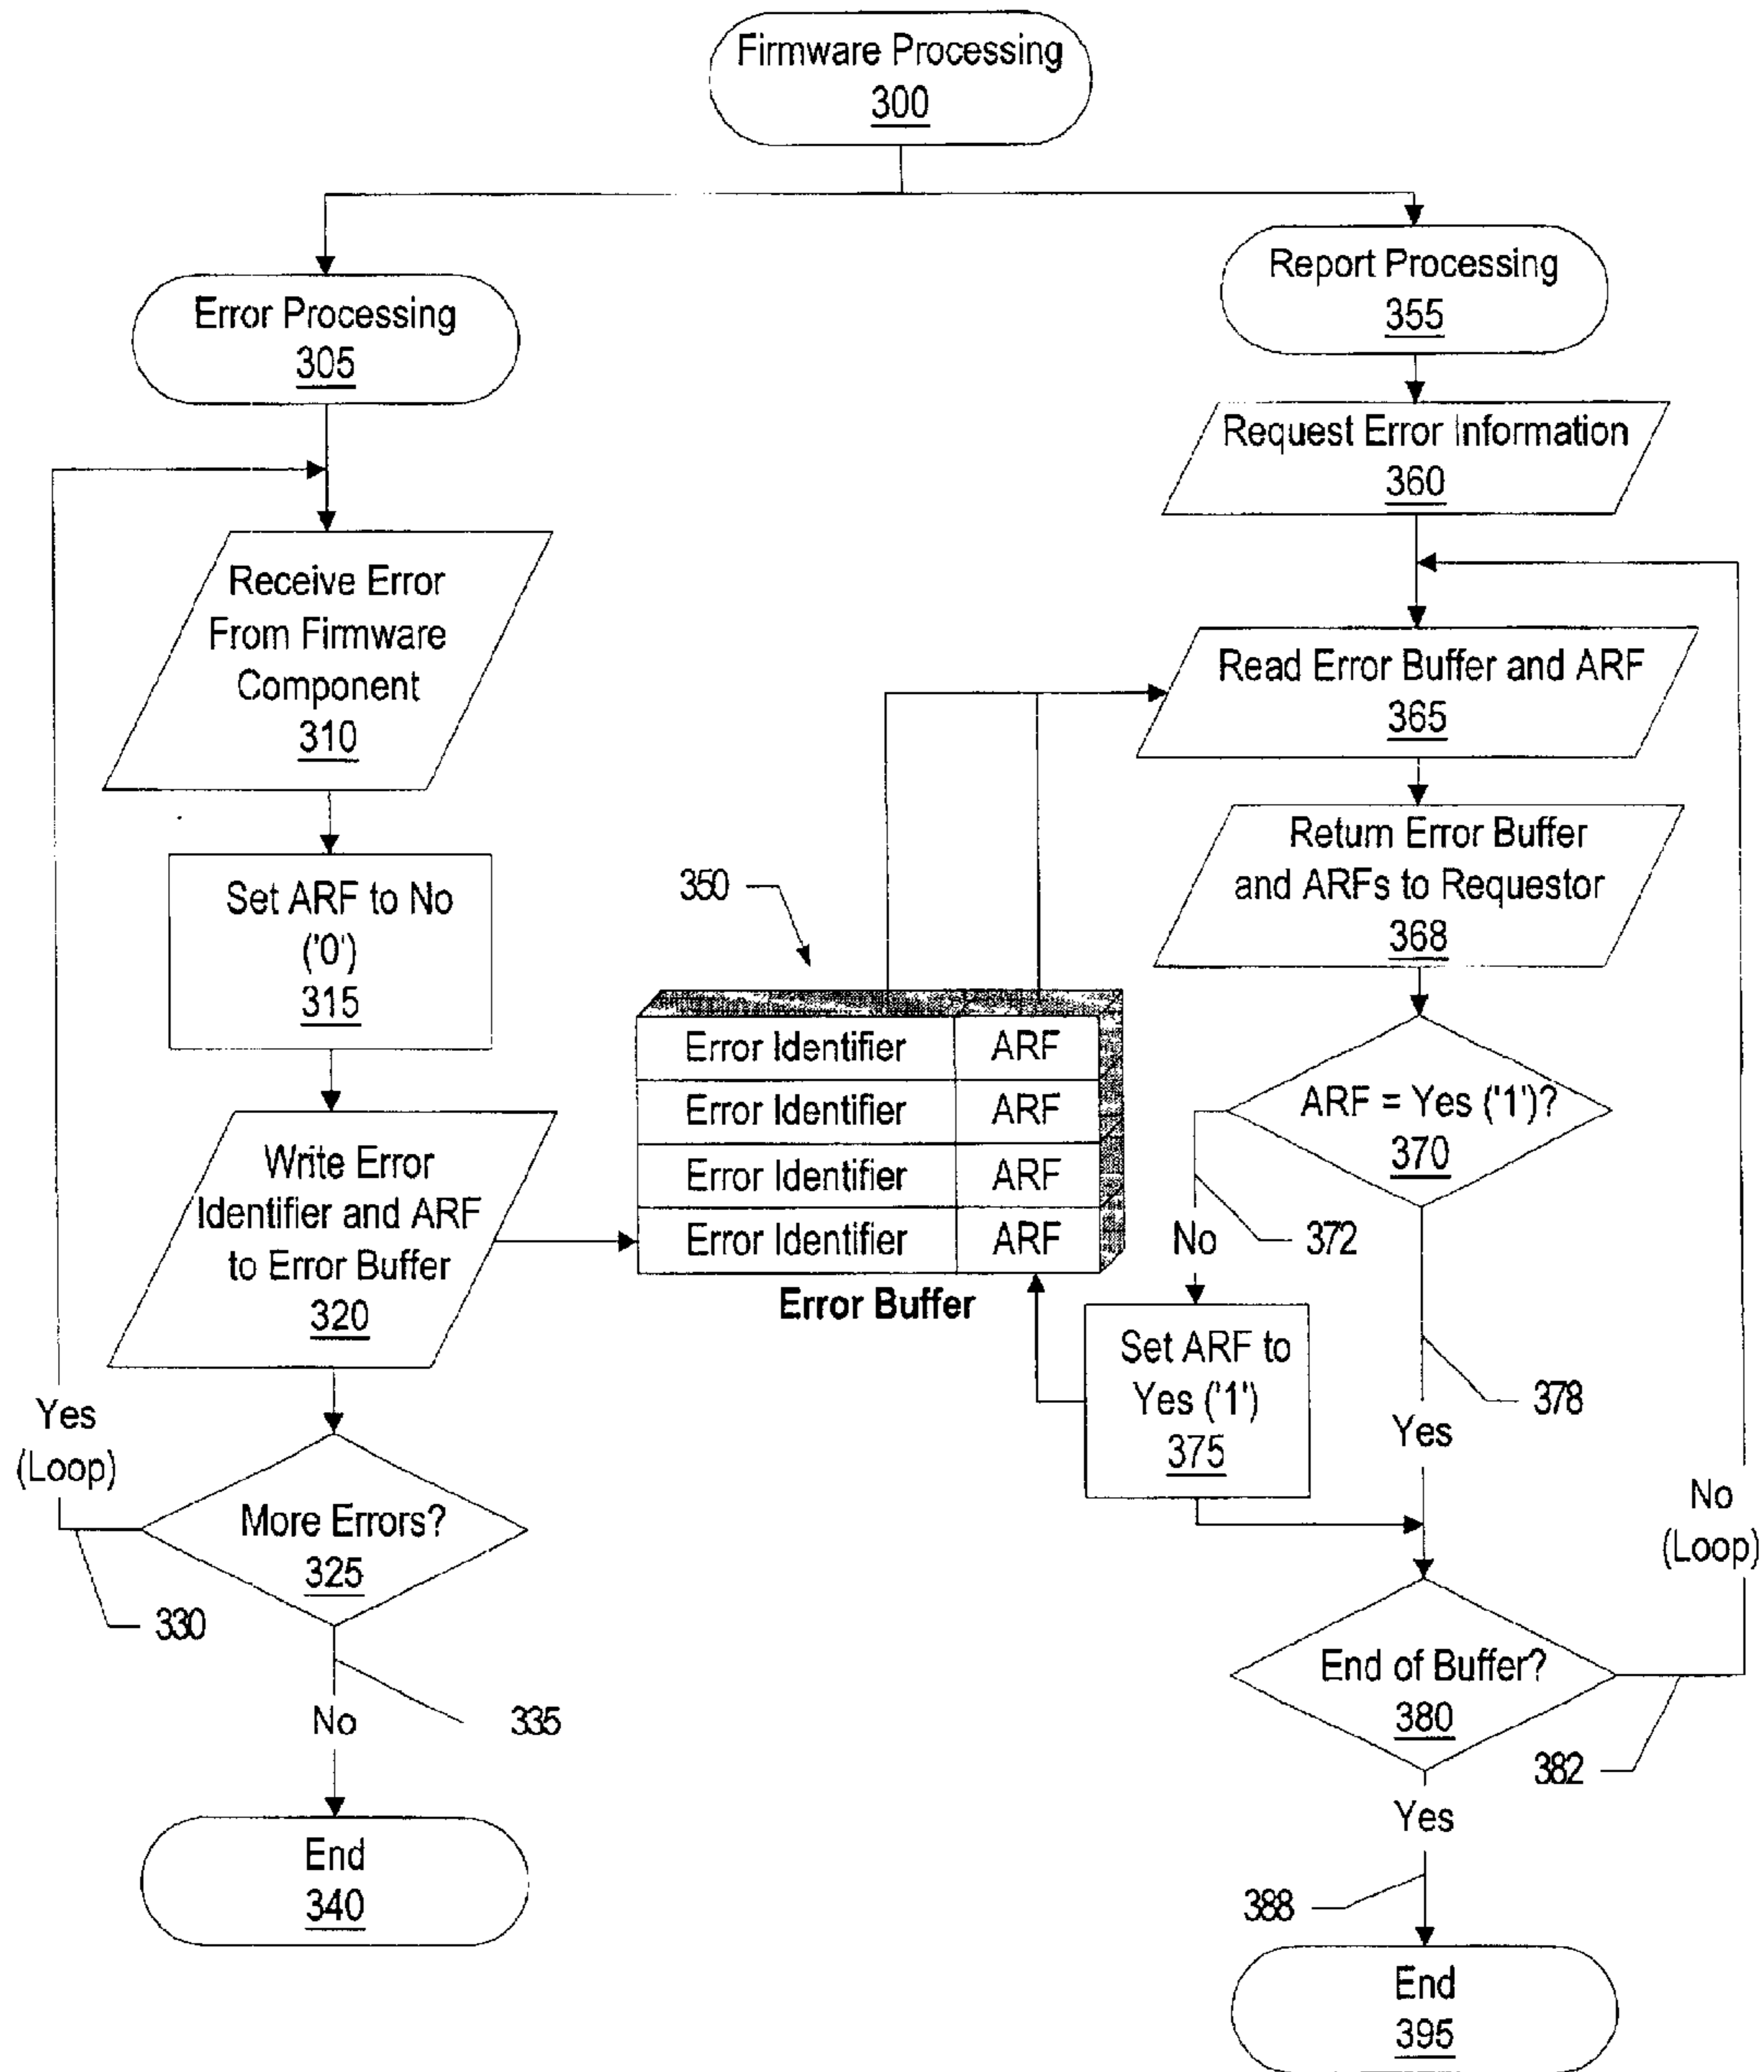 Firmware Processing
300
Error Processing
305
Receive Error
From Firmware
Component
310
Set ARF to No
('0')
315
Write Error
Identifier and ARF
to Error Buffer
320
Yes
(Loop)
More Errors?
325
330
No
335
End
340
350
Error Identifier ARF
Error Identifier ARF
Error Identifier ARF
Error Identifier ARF
Error Buffer
Report Processing
355
Request Error Information
360
Read Error Buffer and ARF
365
Return Error Buffer
and ARFs to Requestor
368
ARF = Yes ('1')?
370
No
372
Set ARF to
Yes ('1')
375
378
Yes
No
(Loop)
End of Buffer?
380
382
Yes
388
End
395